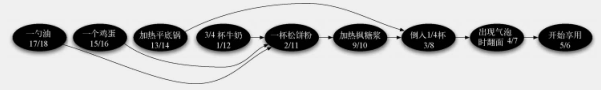 一勺油
17/18
一个鸡蛋
15/16
加热平底锅
13/14
3/4 杯牛奶
1/12
一杯松饼粉
2/11
加热枫糖浆
9/10
倒入1/4杯
3/8
出现气泡
时翻面 4/7
开始享用
5/6